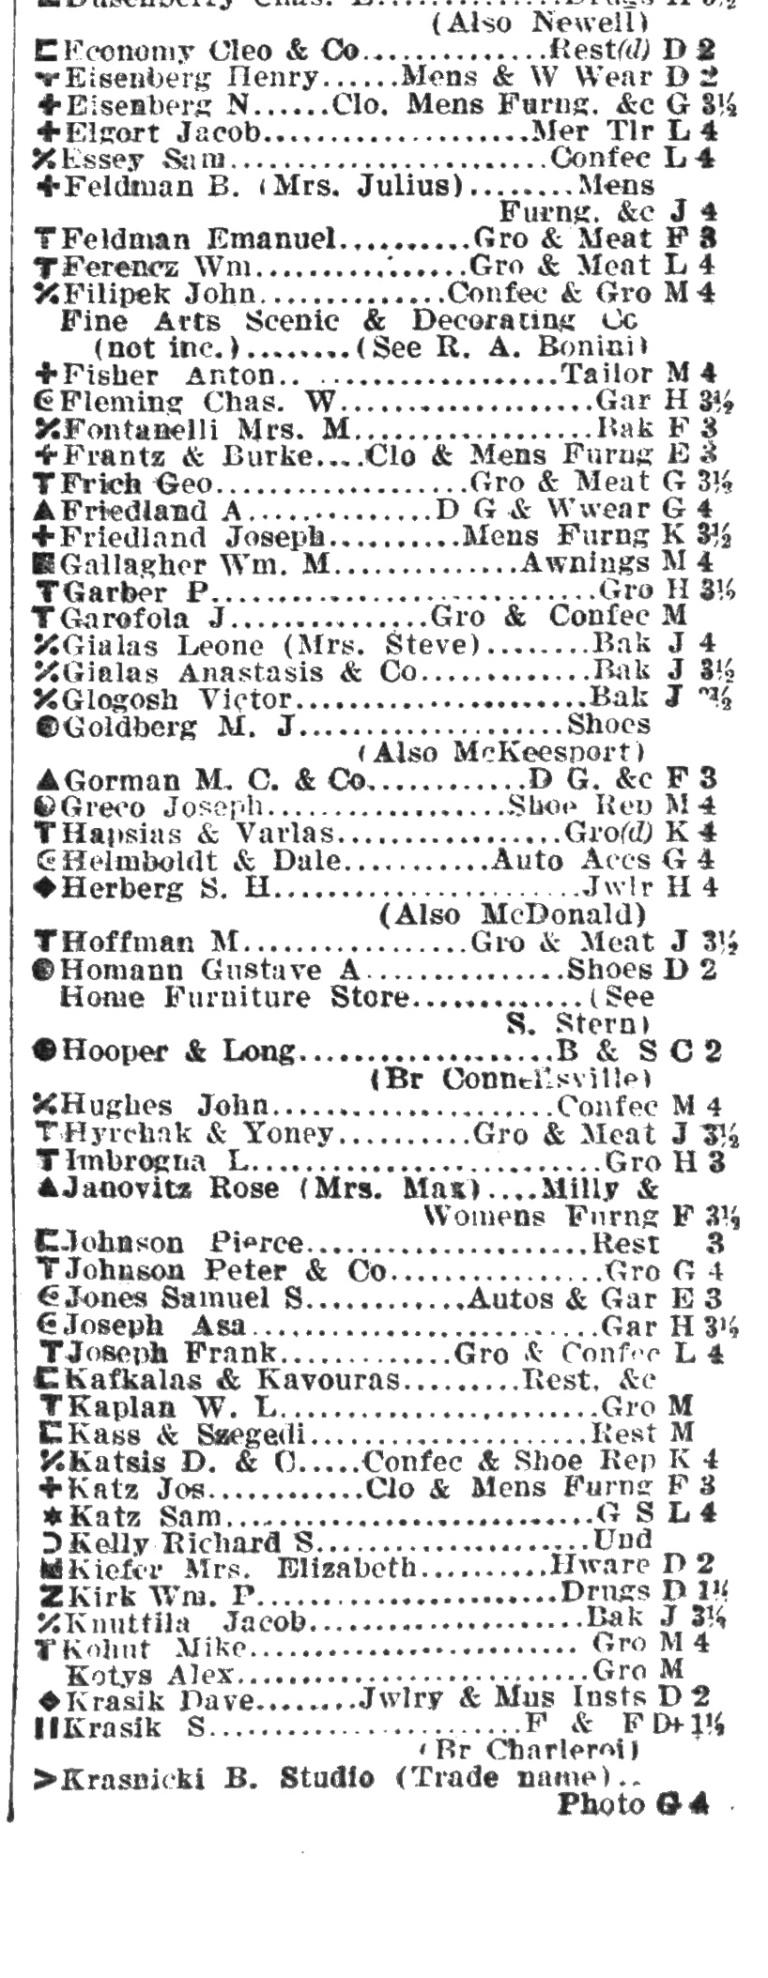 (Also Newell)
Economy Cleo & Co...............Rest(d) D 2
Eisenberg Henry......Mens & W Wear D 2
Eisenberg N......Clo. Mens Furng. &c G 3½
Elgort Jacob....................Mer Tlr L 4
Essey Sam........................Confec L 4
Feldman B. (Mrs. Julius)........Mens
Furng. &c J 4
Feldman Emanuel..........Gro & Meat F 3
Ferencz Wm................Gro & Meat L 4
Filipek John..............Confec & Gro M 4
Fine Arts Scenic & Decorating Co
(not inc.)........(See R. A. Bonini)
Fisher Anton.. ..................Tailor M 4
Fleming Chas. W...................Gar H 3½
Fontanelli Mrs. M..................Bak F 3
Frantz & Burke....Clo & Mens Furng E 3
Frich Geo...................Gro & Meat G 3½
Friedland A..............D G & Wwear G 4
Friedland Joseph..........Mens Furng K 3½
Gallagher Wm. M..............Awnings M 4
Garber P.............................Gro H 3½
Garofola J...............Gro & Confec M
Gialas Leone (Mrs. Steve)........Bak J 4
Gialas Anastasis & Co.............Bak J 3½
Glogosh Victor......................Bak J ½
Goldberg M. J....................Shoes
(Also McKeesport)
Gorman M. C. & Co............D G. &c F 3
Greco Joseph..................Shoe Rep M 4
Hapsias & Varlas.................Gro(d) K 4
Helmboldt & Dale...........Auto Accs G 4
Herberg S. H.......................Jwlr H 4
(Also McDonald)
Hoffman M.................Gro & Meat J 3½
Homann Gustave A...............Shoes D 2
Home Furniture Store.............(See
S. Stern)
Hooper & Long...................B & S C 2
(Br Connellsville)
Hughes John.....................Confec M 4
Hyrchak & Yoney..........Gro & Meat J 3½
Imbrogna L..........................Gro H 3
Janovitz Rose (Mrs. Max)....Milly &
Womens Furng F 3½
Johnson Pierce.....................Rest 3
Johnson Peter & Co................Gro G 4
Jones Samuel S............Autos & Gar E 3
Joseph Asa..........................Gar H 3½
Joseph Frank.............Gro & Confec L 4
Kafkalas & Kavouras.........Rest. &c
Kaplan W. L........................Gro M
Kass & Szegedi.....................Rest M
Katsis D. & C.....Confec & Shoe Rep K 4
Katz Jos............Clo & Mens Furng F 3
Katz Sam............................G S L 4
Kelly Richard S.....................Und
Kiefer Mrs. Elizabeth..........Hware D 2
Kirk Wm. P.......................Drugs D 1½
Knuttila Jacob.....................Bak J 3½
Kohut Mike......................... Gro M 4
Kotys Alex...........................Gro M
Krasik Dave........Jwlry & Mus Insts D 2
Krasik S.......................F & F D+ 1½
(Br Charleroi)
Krasnicki B. Studio (Trade name)..
Photo G 4